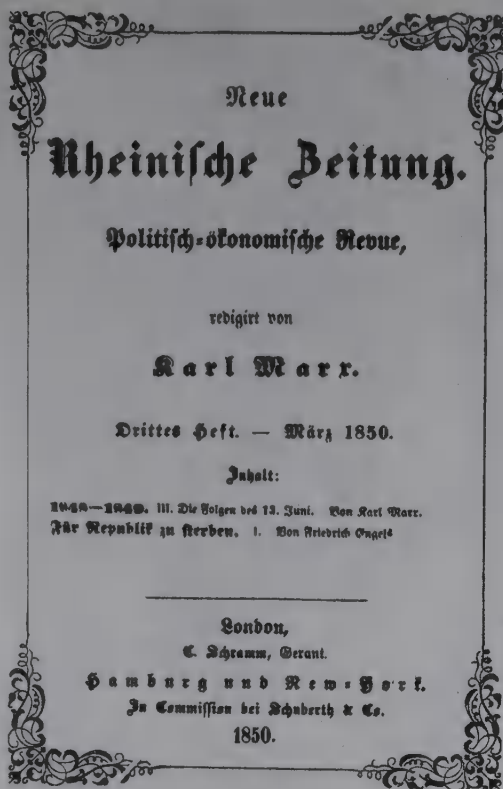 Neue
Rheinische Zeitung.
Politisch-ökonomische Revue,
redigirt von
Karl Marx.
Drittes Heft. — März 1850.
Inhalt:
1848—1849. III. Die Folgen des 13. Juni. Von Karl Marx.
Für Republik zu sterben. I. Von Friedrich Engels
London,
C. Schramm, Gerant.
Hamburg und New-York.
In Commission bei Schuberth & Co.
1850.